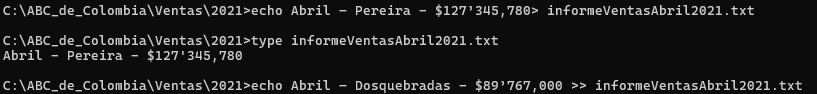 C:\ABC_de_Colombia\Ventas\2021>echo Abril - Pereira - $127'345,780> informeVentasAbril2021.txt
C:\ABC_de_Colombia\Ventas\2021>type informeVentasAbril2021.txt
Abril - Pereira - $127'345,780
C:\ABC_de_Colombia\Ventas\2021>echo Abril - Dosquebradas - $89'767,000 >> informeVentasAbril2021.txt